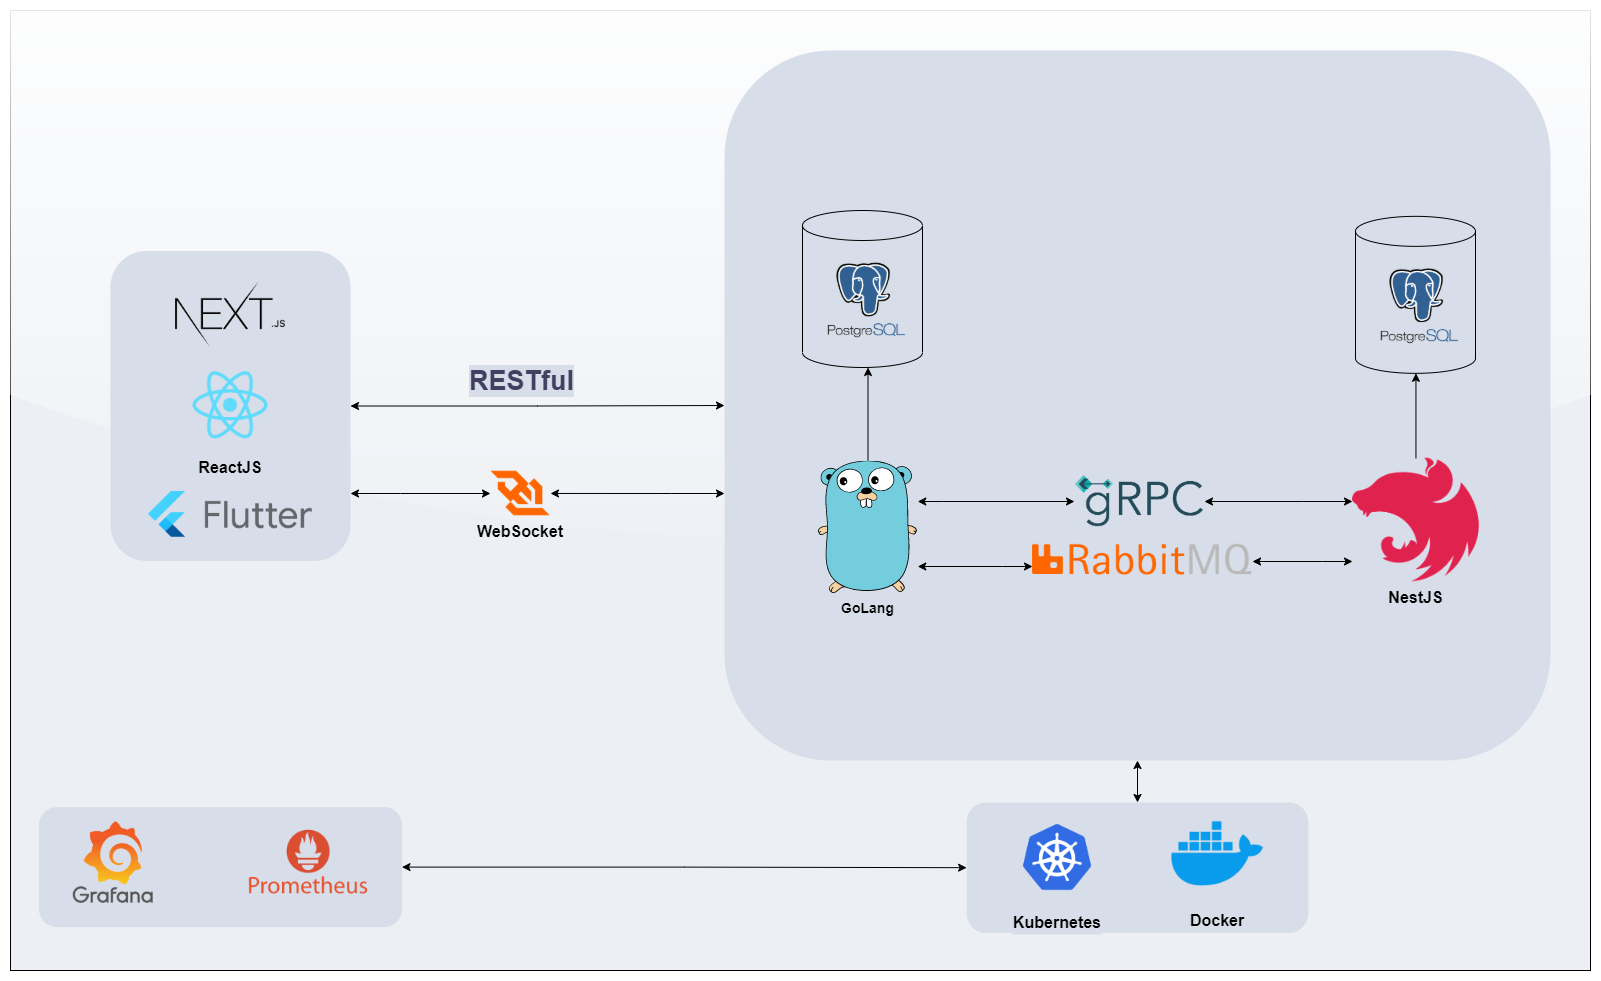 NEXT.JS
ReactJS
Flutter
RESTful
WebSocket
PostgreSQL
PostgreSQL
GoLang
gRPC
RabbitMQ
NestJS
Grafana
Prometheus
Kubernetes
Docker